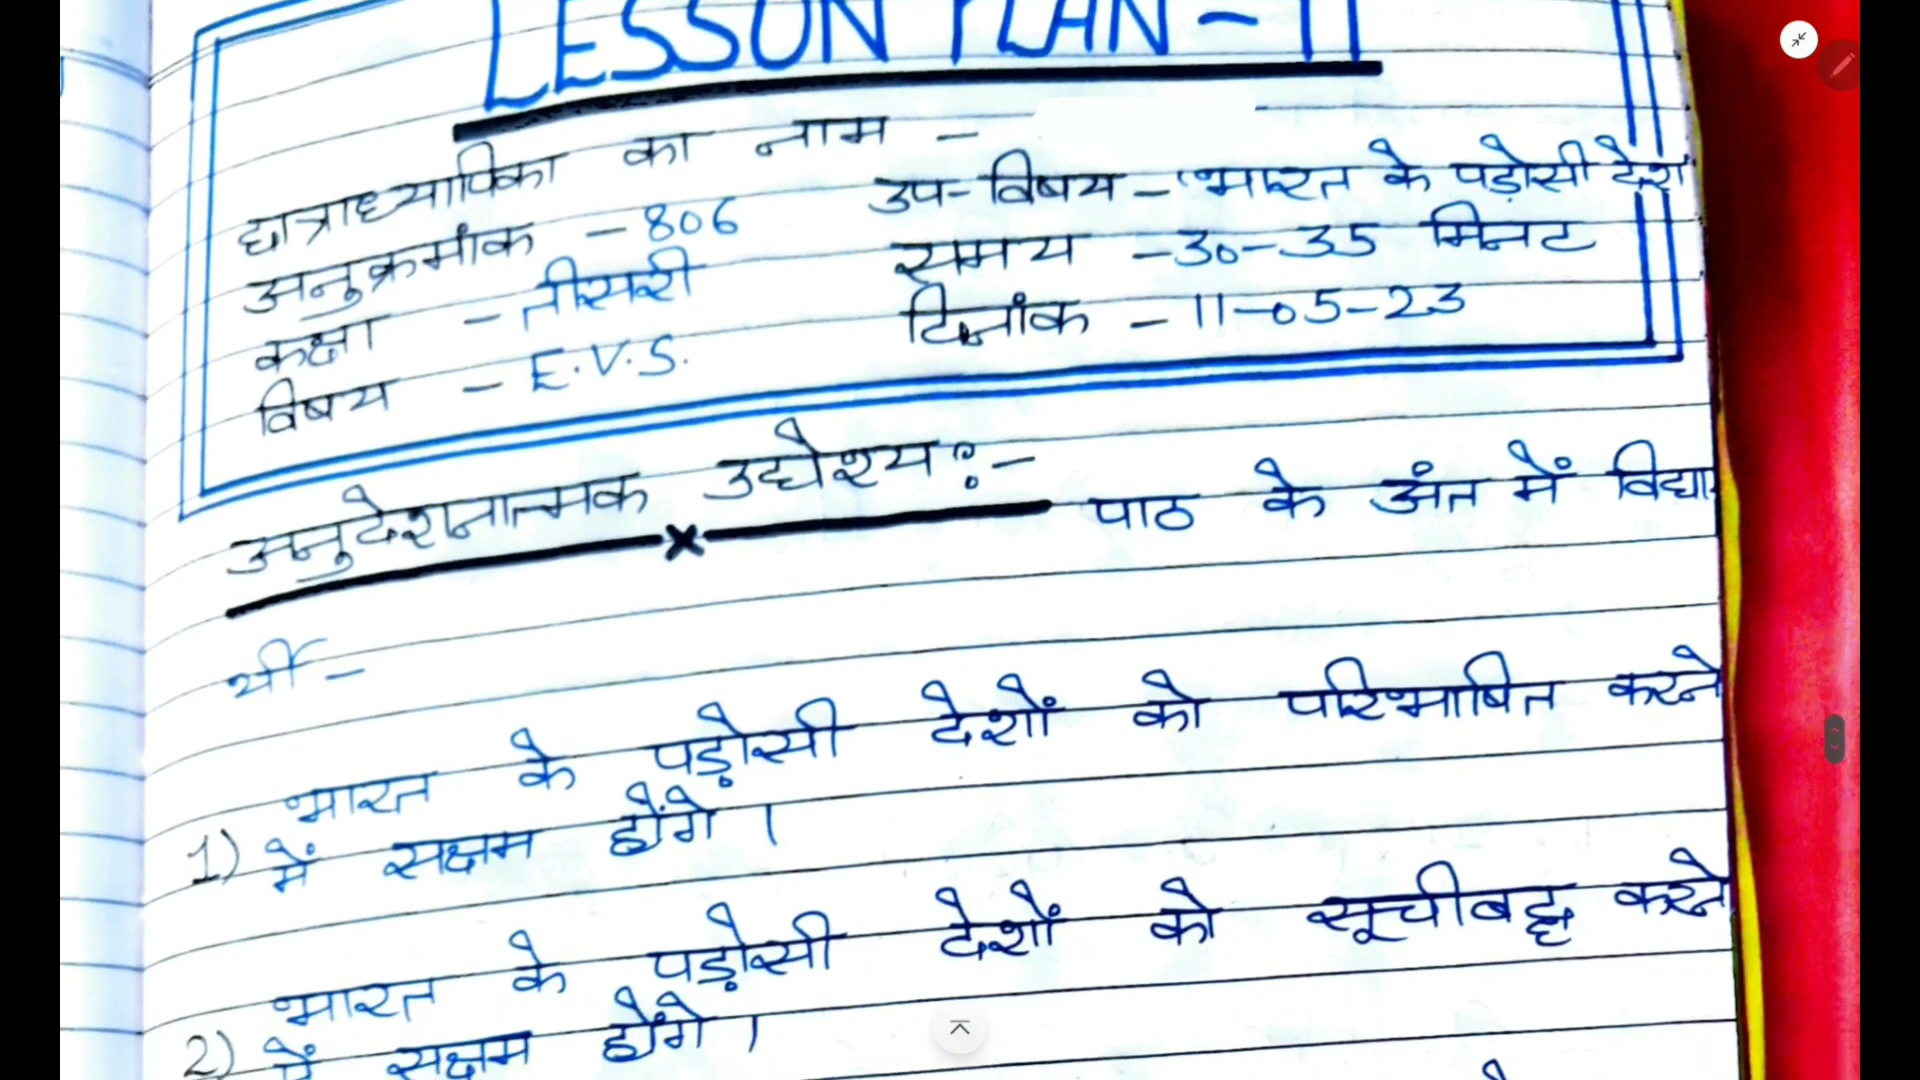 LESSON PLAN - 11
छात्राध्यापिका का नाम -
अनुक्रमांक - 806
कक्षा - तीसरी
विषय - E.V.S.
उप-विषय - 'भारत के पड़ोसी देश
समय - 30-35 मिनट
दिनांक - 11-05-23
अनुदेशनात्मक उद्येश्य :- पाठ के अंत में विद्या
र्थी -
1) भारत के पड़ोसी देशों को परिभाषित करने
में सक्षम होंगे ।
2) भारत के पड़ोसी देशों को सूचीबद्ध करने
में सक्षम होंगे ।